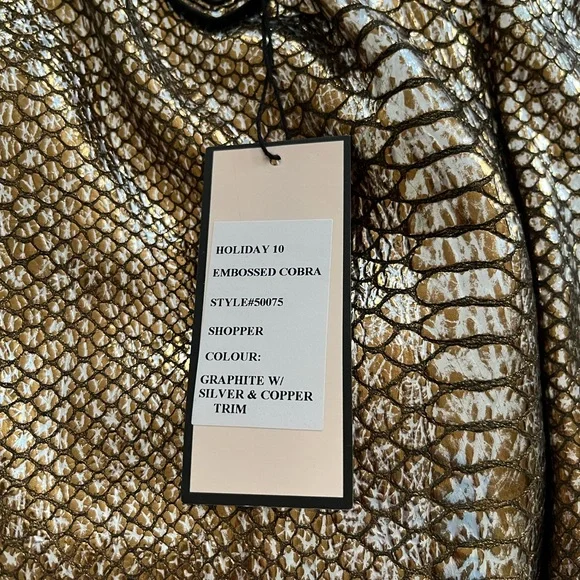 HOLIDAY 10
EMBOSSED COBRA
STYLE#50075
SHOPPER
COLOUR:
GRAPHITE W/
SILVER & COPPER
TRIM